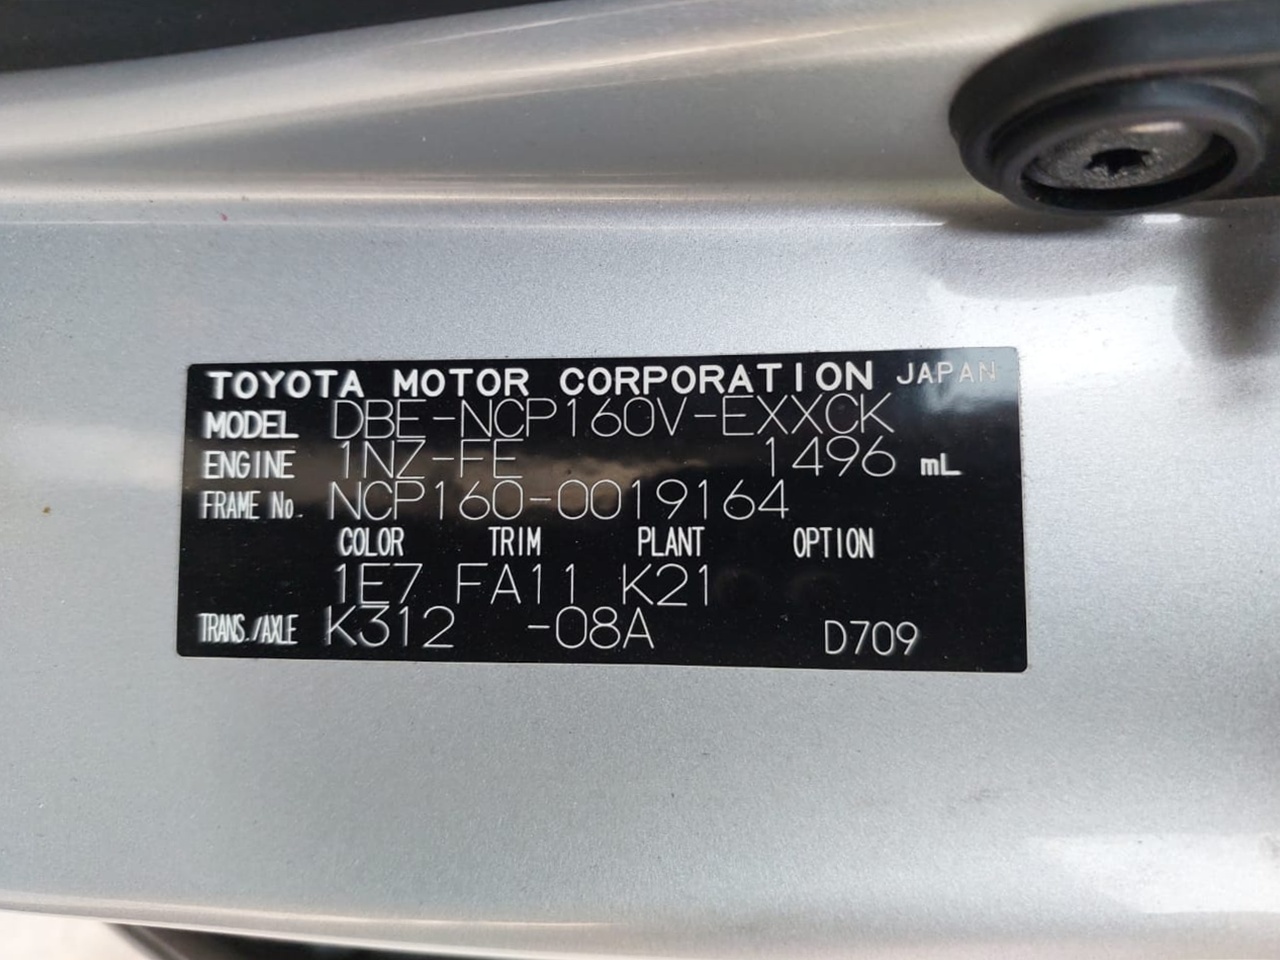 TOYOTA MOTOR CORPORATION JAPAN
MODEL DBE-NCP160V-EXXCK
ENGINE 1NZ-FE 1496 mL
FRAME No. NCP160-0019164
COLOR TRIM PLANT OPTION
1E7 FA11 K21
TRANS./AXLE K312 -08A D709